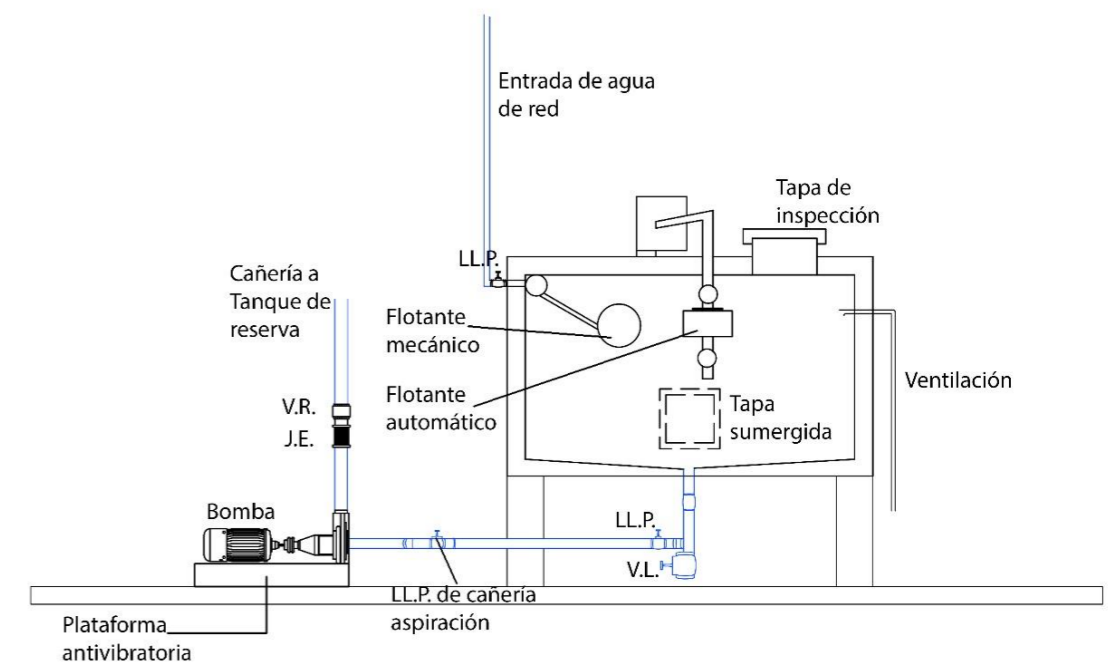 Entrada de agua
de red
Tapa de
inspección
LL.P.
Cañería a
Tanque de
reserva
Flotante
mecánico
Flotante
automático
Ventilación
Tapa
sumergida
V.R.
J.E.
Bomba
LL.P.
V.L.
LL.P. de cañería
aspiración
Plataforma
antivibratoria